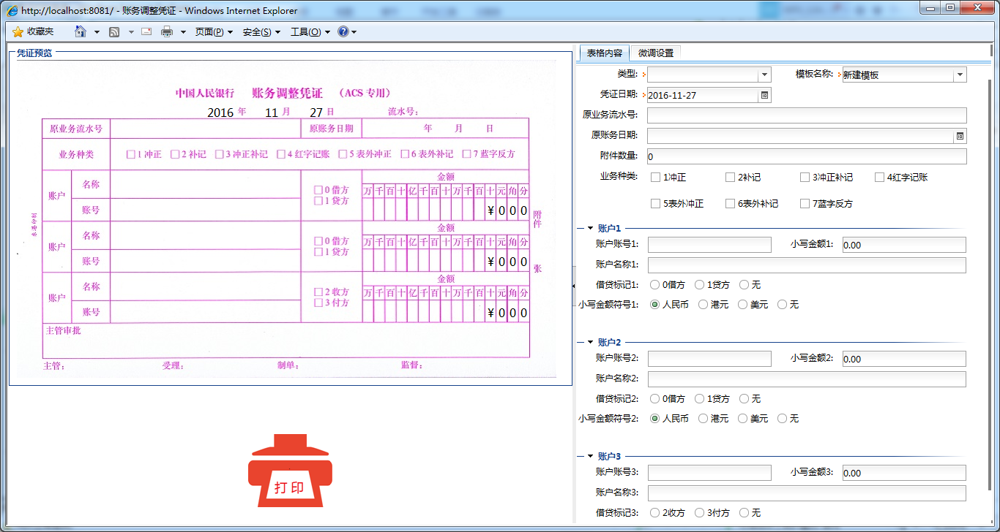 http://localhost:8081/ - 账务调整凭证 - Windows Internet Explorer
收藏夹 页面(P) 安全(S) 工具(O)
凭证预览
中国人民银行 账务调整凭证 (ACS 专用)
2016 年 11 月 27 日 流水号:
原业务流水号 原账务日期 年 月 日
业务种类 1 冲正 2 补记 3 冲正补记 4 红字记账 5 表外冲正 6 表外补记 7 蓝字反方
账户 名称 0 借方 1 贷方 金额
万千百十亿千百十万千百十元角分
账号 ¥000
账户 名称 0 借方 1 贷方 金额
万千百十亿千百十万千百十元角分
账号 ¥000
账户 名称 2 收方 3 付方 金额
万千百十亿千百十万千百十元角分
账号 ¥000
附件 张
主管审批
主管: 受理: 制单: 监督:
打印
表格内容 微调设置
类型: 模板名称: 新建模板
凭证日期: 2016-11-27
原业务流水号:
原账务日期:
附件数量: 0
业务种类: 1冲正 2补记 3冲正补记 4红字记账
5表外冲正 6表外补记 7蓝字反方
账户1
账户账号1: 小写金额1: 0.00
账户名称1:
借贷标记1: 0借方 1贷方 无
小写金额符号1: 人民币 港元 美元 无
账户2
账户账号2: 小写金额2: 0.00
账户名称2:
借贷标记2: 0借方 1贷方 无
小写金额符号2: 人民币 港元 美元 无
账户3
账户账号3: 小写金额3: 0.00
账户名称3:
借贷标记3: 2收方 3付方 无